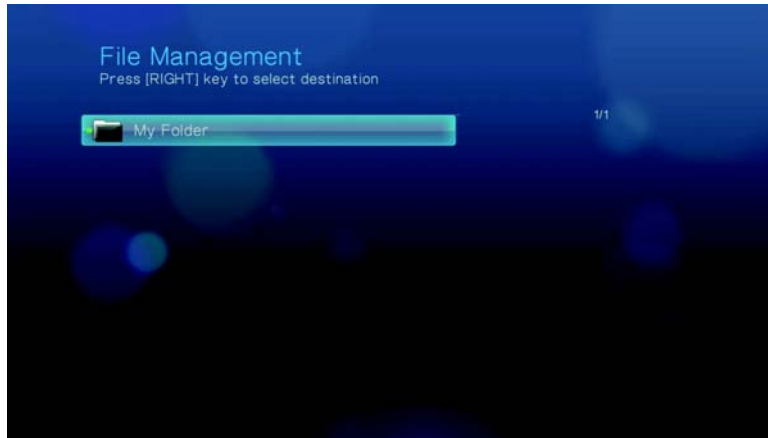 File Management
Press [RIGHT] key to select destination
My Folder
1/1